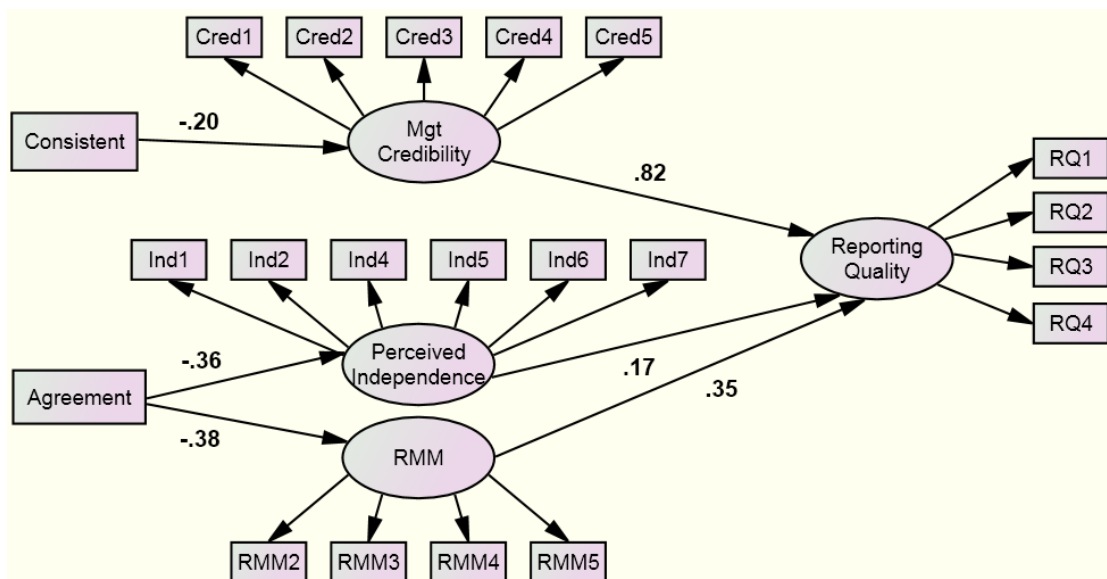 Cred1
Cred2
Cred3
Cred4
Cred5
Consistent
-.20
Mgt
Credibility
.82
RQ1
RQ2
RQ3
RQ4
Reporting
Quality
Ind1
Ind2
Ind4
Ind5
Ind6
Ind7
Agreement
-.36
Perceived
Independence
.17
.35
-.38
RMM
RMM2
RMM3
RMM4
RMM5